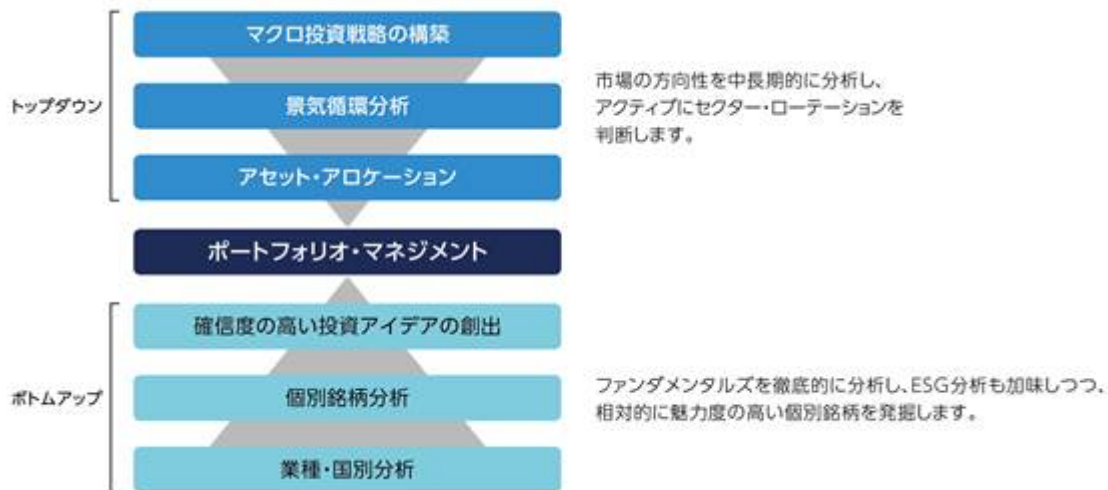 マクロ投資戦略の構築
トップダウン
景気循環分析
アセット・アロケーション
市場の方向性を中長期的に分析し、
アクティブにセクター・ローテーションを
判断します。
ポートフォリオ・マネジメント
確信度の高い投資アイデアの創出
ボトムアップ
個別銘柄分析
業種・国別分析
ファンダメンタルズを徹底的に分析し、ESG分析も加味しつつ、
相対的に魅力度の高い個別銘柄を発掘します。